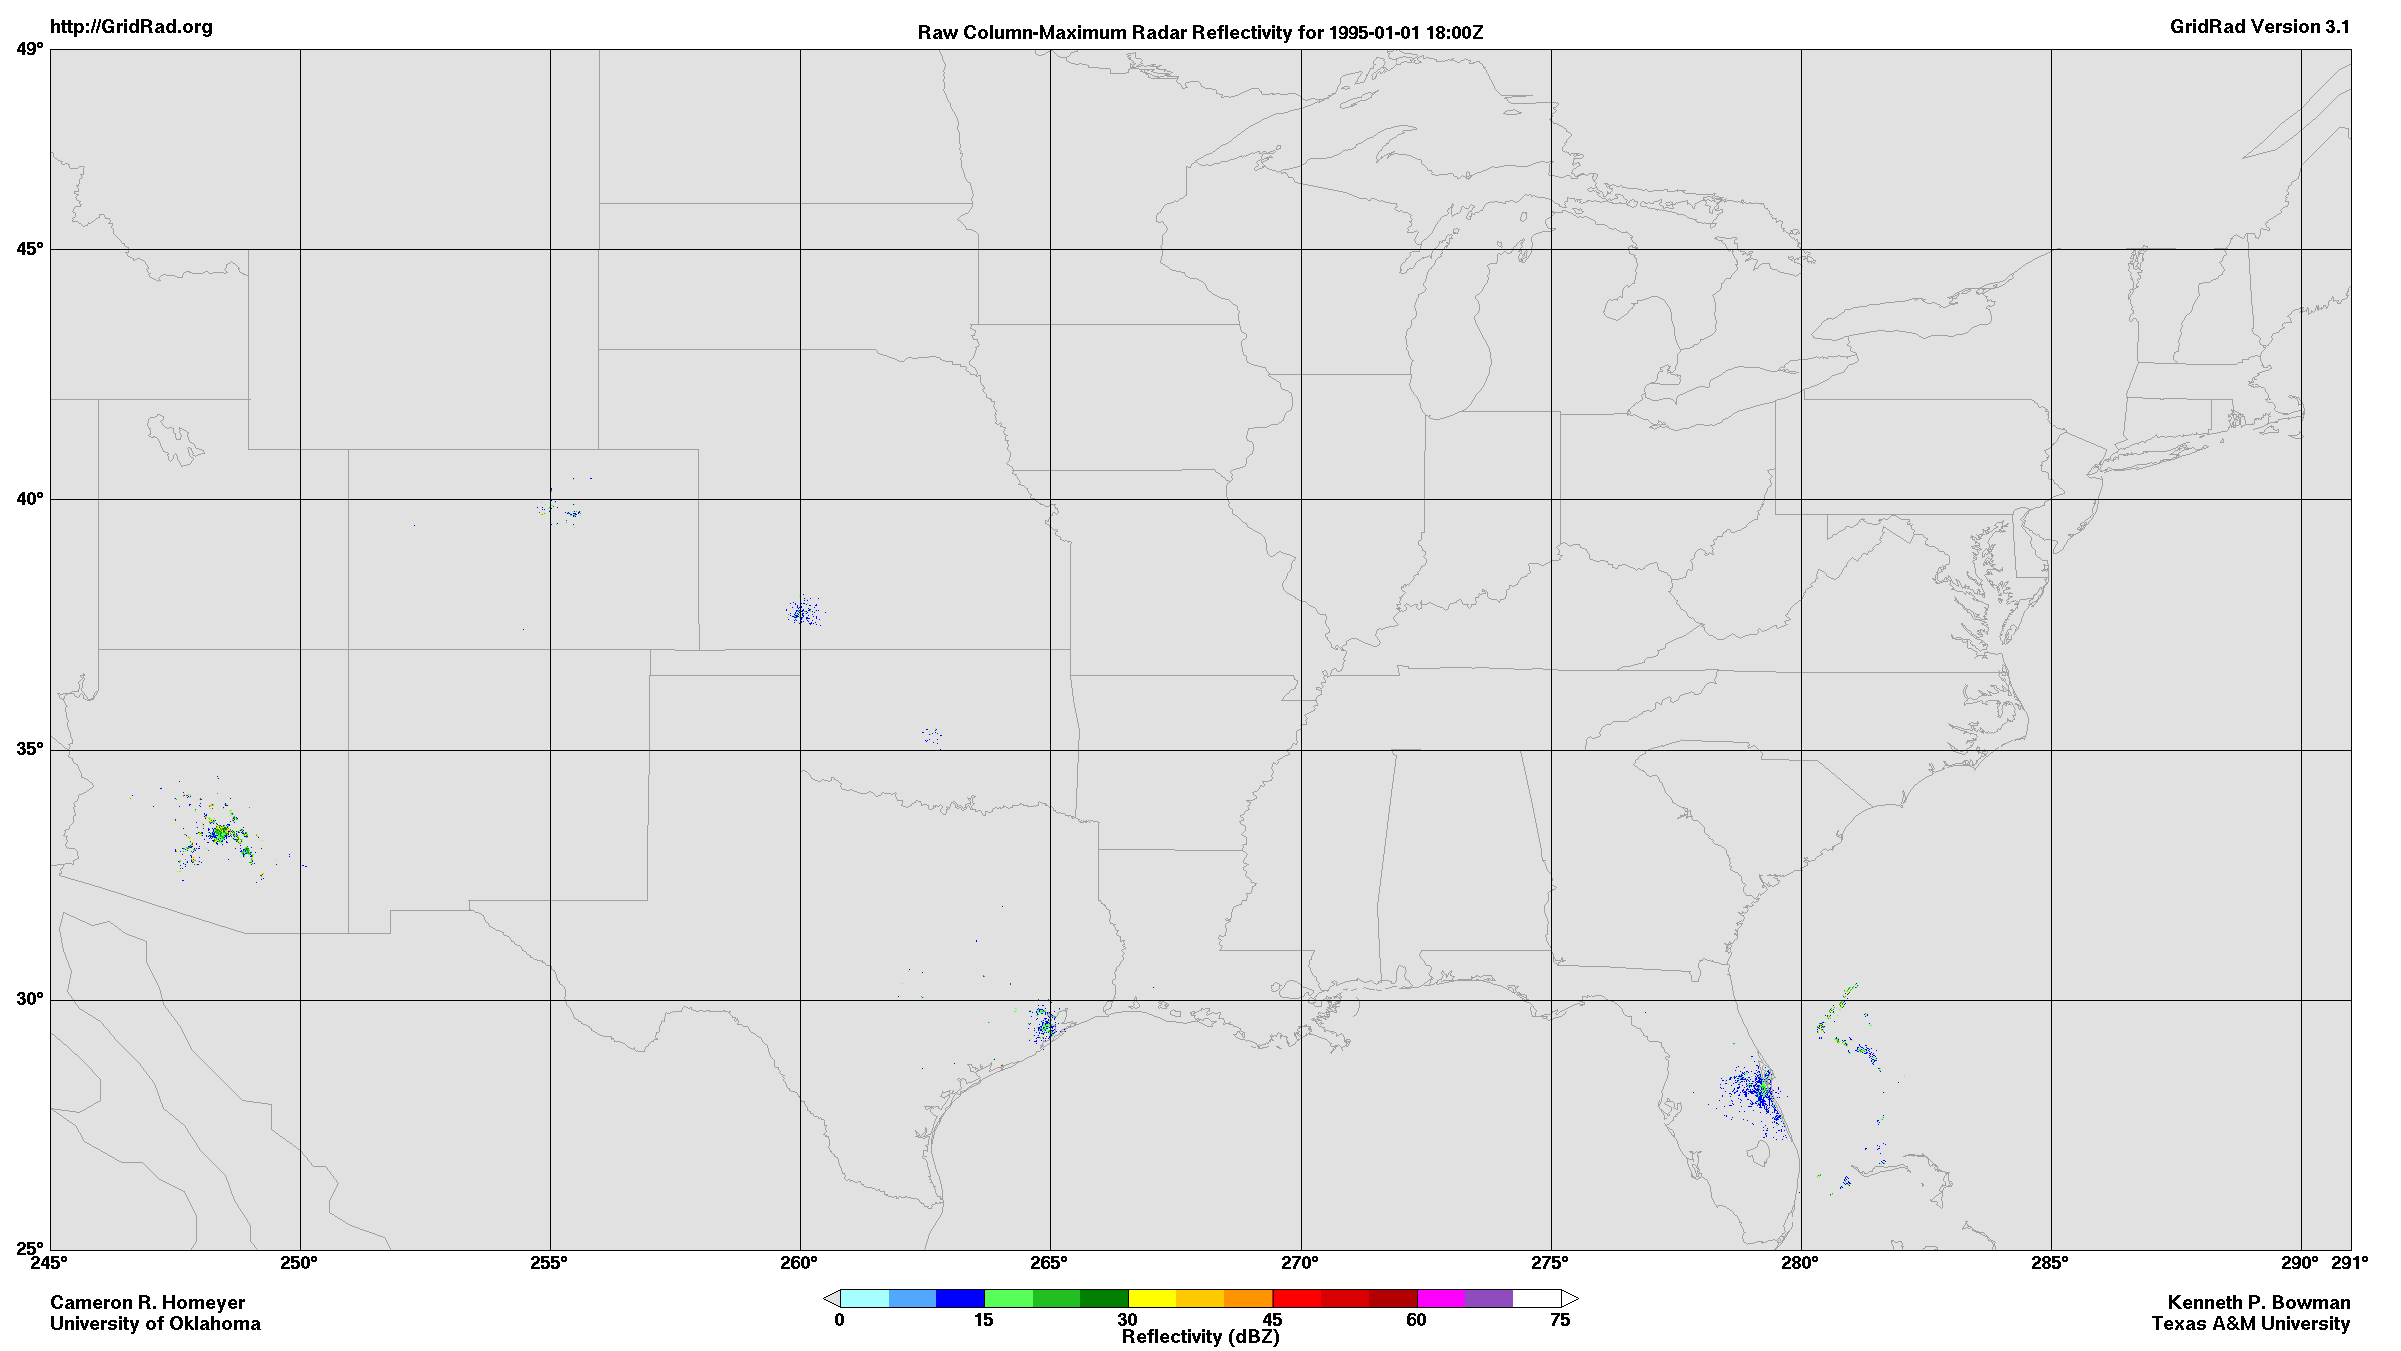 http://GridRad.org
Raw Column-Maximum Radar Reflectivity for 1995-01-01 18:00Z
GridRad Version 3.1
49°
45°
40°
35°
30°
25°
245° 250° 255° 260° 265° 270° 275° 280° 285° 290° 291°
0 15 30 45 60 75
Reflectivity (dBZ)
Cameron R. Homeyer
University of Oklahoma
Kenneth P. Bowman
Texas A&M University